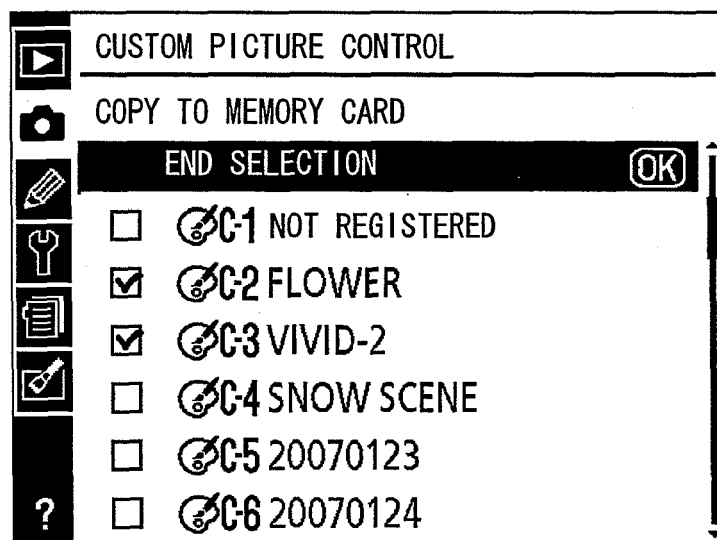 CUSTOM PICTURE CONTROL
COPY TO MEMORY CARD
END SELECTION OK
C-1 NOT REGISTERED
C-2 FLOWER
C-3 VIVID-2
C-4 SNOW SCENE
C-5 20070123
C-6 20070124
?